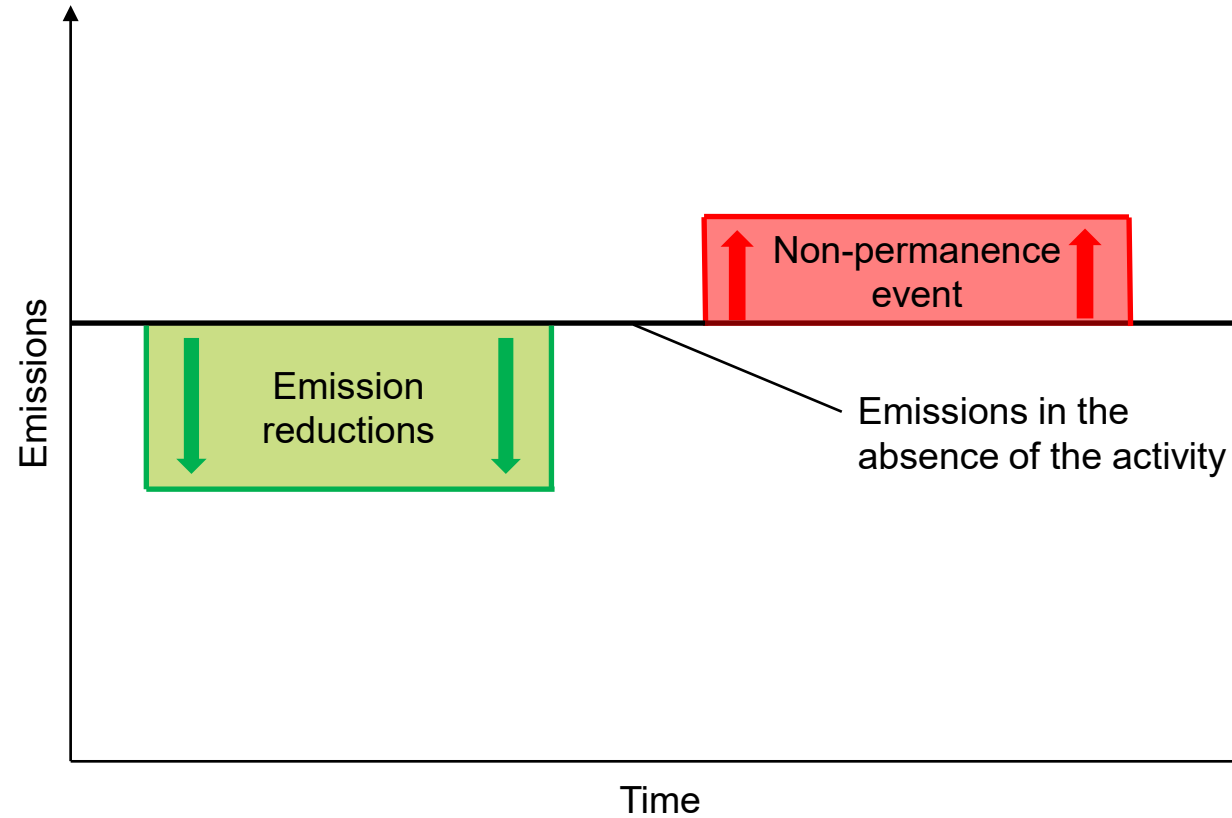 Non-permanence
event
Emissions
Emission
reductions
Emissions in the
absence of the activity
Time